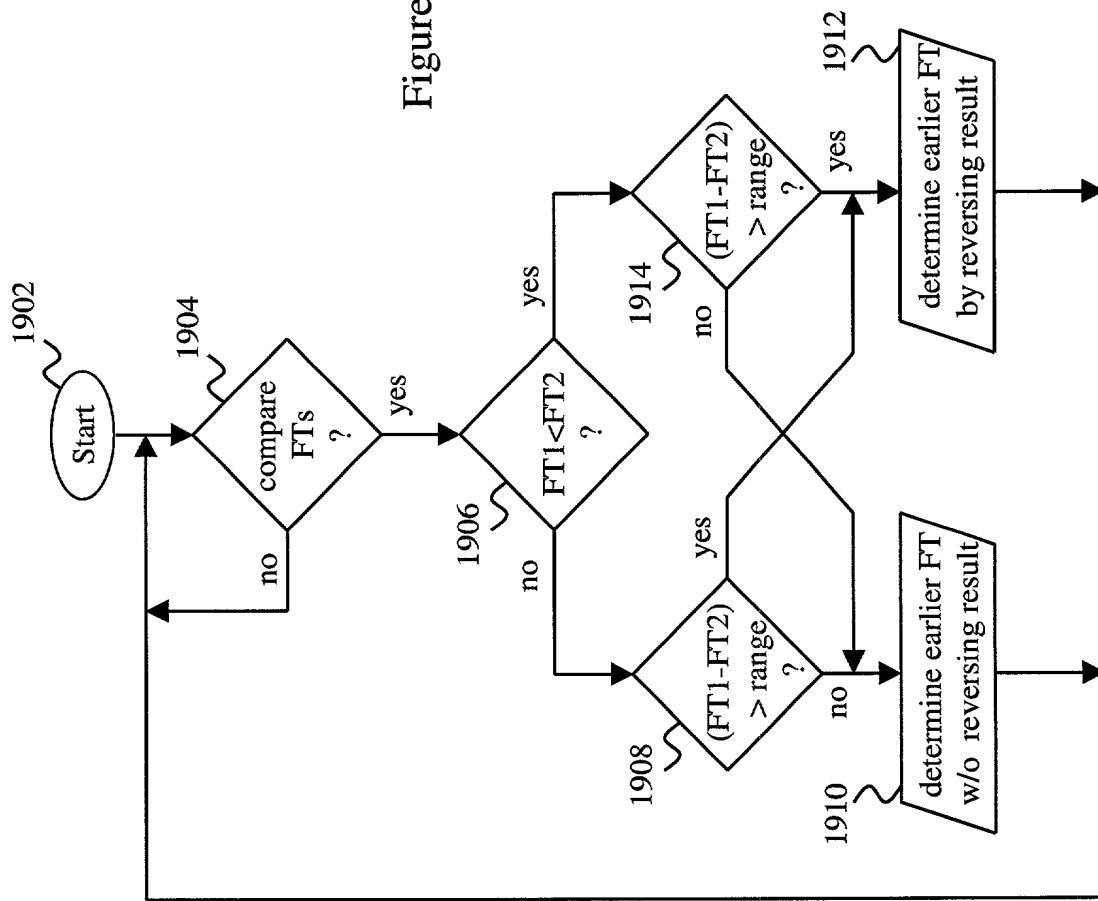 Figure
1902
Start
1904
compare
FTs
?
no
yes
1906
FT1<FT2
?
no
yes
1908
(FT1-FT2)
> range
?
yes
no
1914
(FT1-FT2)
> range
?
no
yes
1910
determine earlier FT
w/o reversing result
1912
determine earlier FT
by reversing result